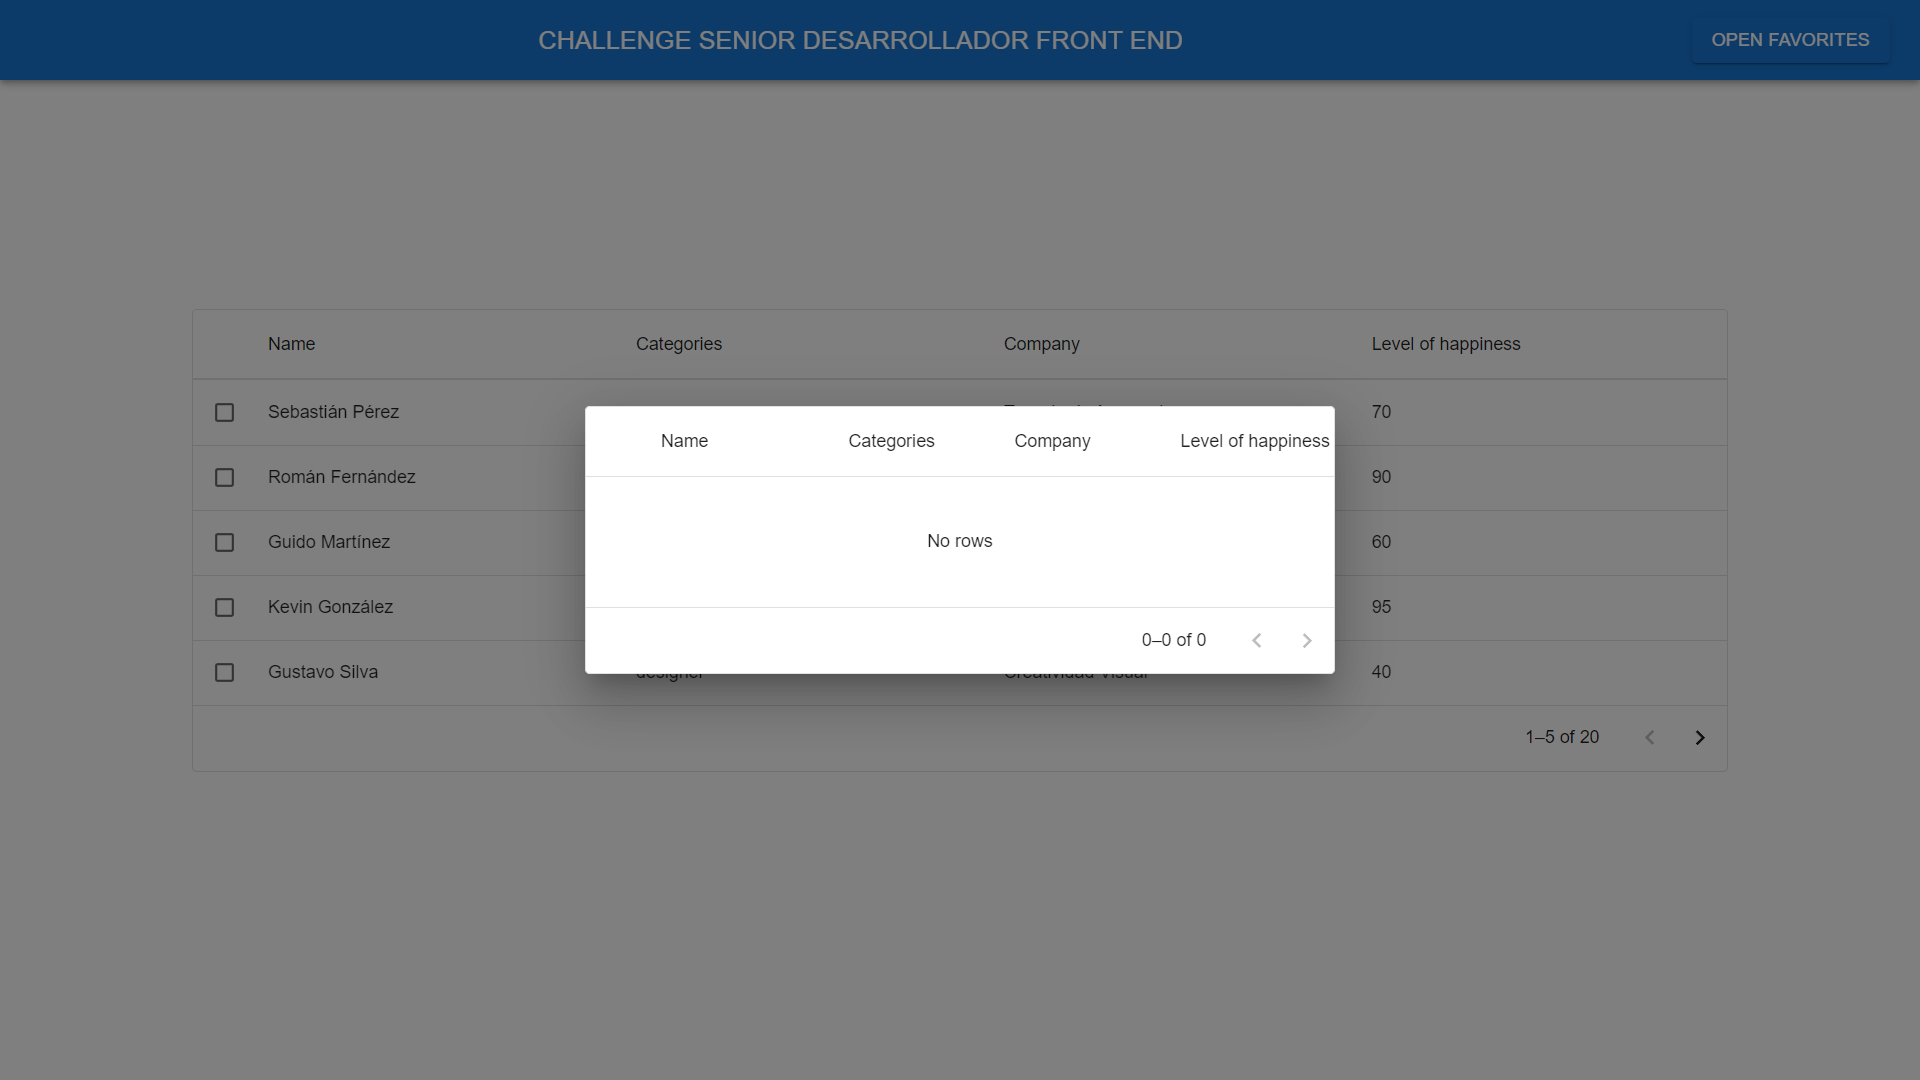 CHALLENGE SENIOR DESARROLLADOR FRONT END
OPEN FAVORITES
Name Categories Company Level of happiness
Sebastián Pérez 70
Román Fernández 90
Guido Martínez 60
Kevin González 95
Gustavo Silva designer Creatividad Visual 40
1–5 of 20
Name Categories Company Level of happiness
No rows
0–0 of 0